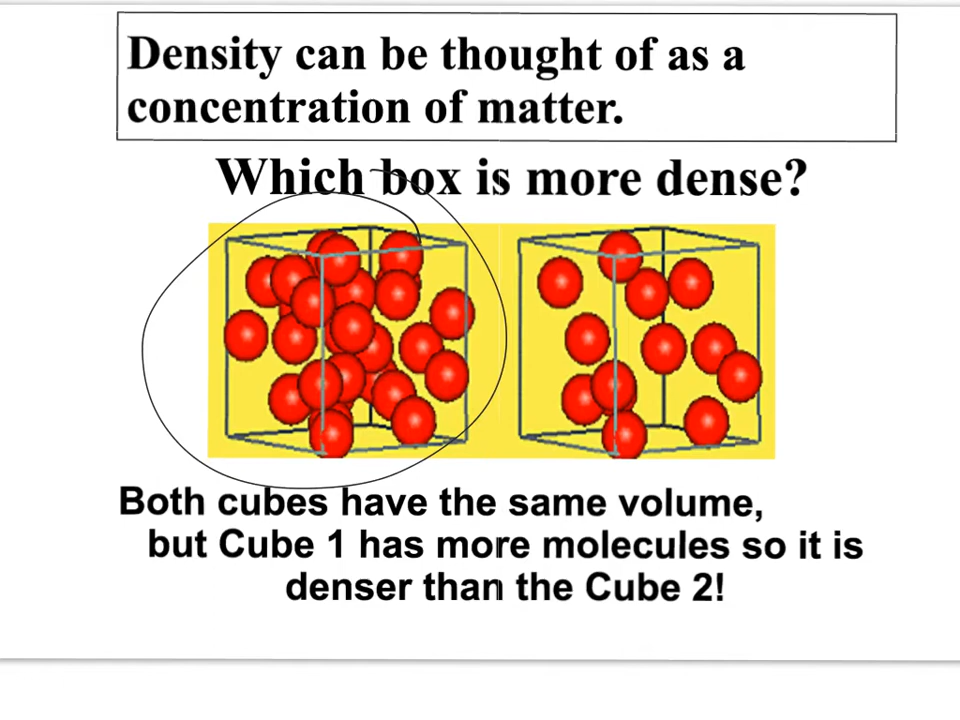 Density can be thought of as a
concentration of matter.
Which box is more dense?
Both cubes have the same volume,
but Cube 1 has more molecules so it is
denser than the Cube 2!